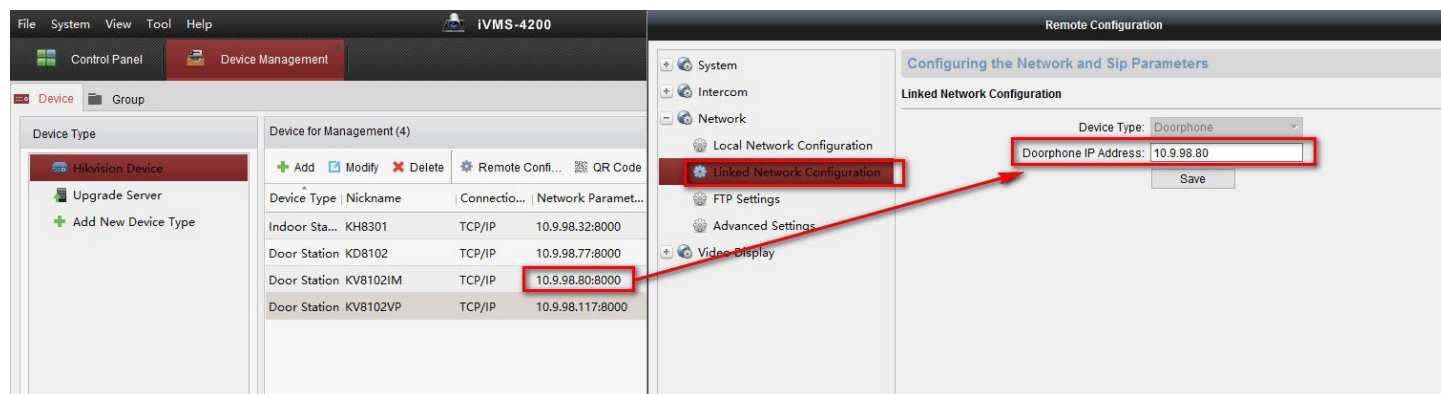 File System View Tool Help
iVMS-4200
Control Panel
Device Management
Device
Group
Device Type
Hikvision Device
Upgrade Server
Add New Device Type
Device for Management (4)
Add Modify Delete Remote Confi... QR Code
Device Type Nickname Connectio... Network Paramet...
Indoor Sta... KH8301 TCP/IP 10.9.98.32:8000
Door Station KD8102 TCP/IP 10.9.98.77:8000
Door Station KV8102IM TCP/IP 10.9.98.80:8000
Door Station KV8102VP TCP/IP 10.9.98.117:8000
Remote Configuration
System
Intercom
Network
Local Network Configuration
Linked Network Configuration
FTP Settings
Advanced Settings
Video Display
Configuring the Network and Sip Parameters
Linked Network Configuration
Device Type: Doorphone
Doorphone IP Address: 10.9.98.80
Save